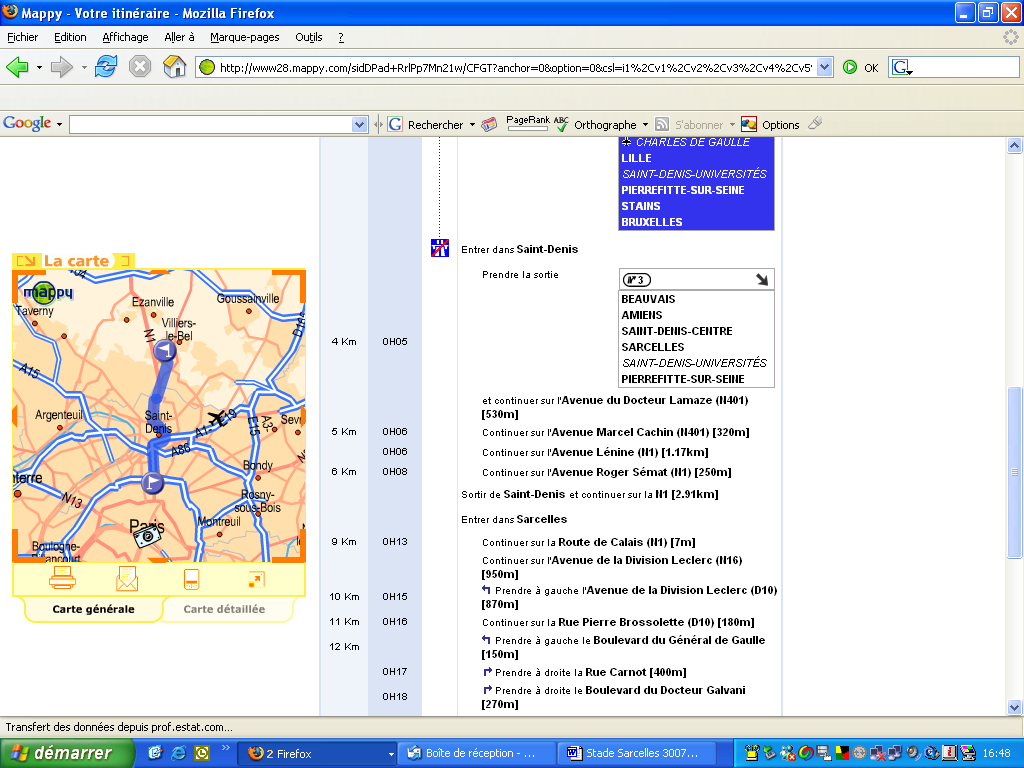 Mappy - Votre itinéraire - Mozilla Firefox
Fichier Edition Affichage Aller à Marque-pages Outils ?
http://www28.mappy.com/sidDPad+RrlPp7Mn21w/CFGT?anchor=0&option=0&csl=i1%2Cv1%2Cv2%2Cv3%2Cv4%2Cv5 OK G
Google G Rechercher PageRank ABC Orthographe S'abonner Options
CHARLES DE GAULLE
LILLE
SAINT-DENIS-UNIVERSITÉS
PIERREFITTE-SUR-SEINE
STAINS
BRUXELLES
Entrer dans Saint-Denis
Prendre la sortie
3
BEAUVAIS
AMIENS
SAINT-DENIS-CENTRE
4 Km 0H05
SARCELLES
SAINT-DENIS-UNIVERSITÉS
PIERREFITTE-SUR-SEINE
et continuer sur l'Avenue du Docteur Lamaze (N401)
[530m]
5 Km 0H06 Continuer sur l'Avenue Marcel Cachin (N401) [320m]
0H06 Continuer sur l'Avenue Lénine (N1) [1.17km]
6 Km 0H08 Continuer sur l'Avenue Roger Sémat (N1) [250m]
Sortir de Saint-Denis et continuer sur la N1 [2.91km]
Entrer dans Sarcelles
9 Km 0H13 Continuer sur la Route de Calais (N1) [7m]
Continuer sur l'Avenue de la Division Leclerc (N16)
[950m]
10 Km 0H15 Prendre à gauche l'Avenue de la Division Leclerc (D10)
[870m]
11 Km 0H16 Continuer sur la Rue Pierre Brossolette (D10) [180m]
12 Km Prendre à gauche le Boulevard du Général de Gaulle
[150m]
0H17 Prendre à droite la Rue Carnot [400m]
0H18 Prendre à droite le Boulevard du Docteur Galvani
[270m]
La carte
mappy
Ezanville
Goussainville
Taverny
Villiers-
le-Bel
N1
A15
Argenteuil
Saint-
Denis
A1-E19
E15
A3-
Sevr
A86
Bondy
terre
N13
Rosny-
sous-Bois
Paris
Montreuil
Boulogne-
Carte générale Carte détaillée
Transfert des données depuis prof.estat.com...
démarrer 2 Firefox Boîte de réception - ... Stade Sarcelles 3007... 16:48